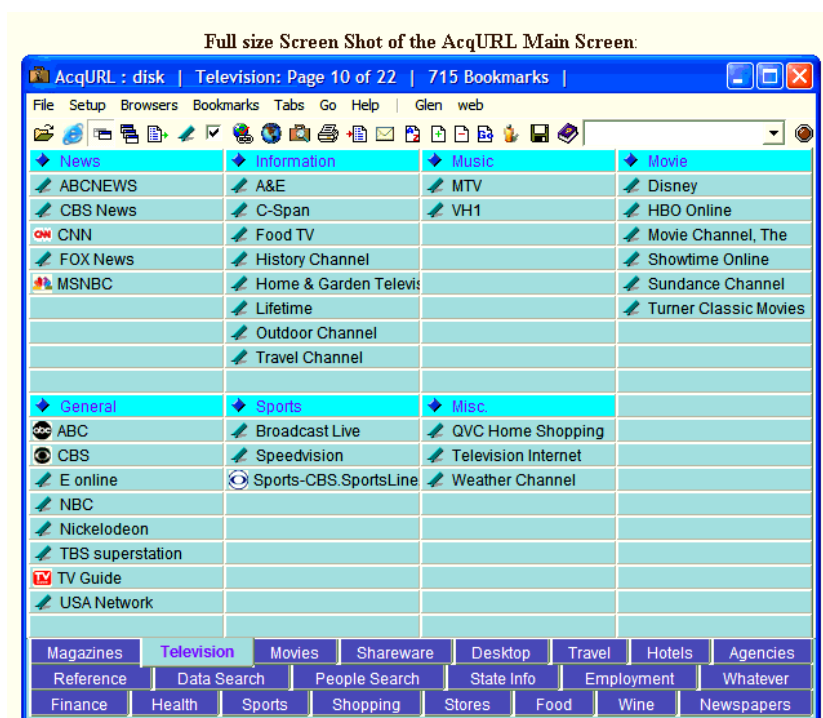 Full size Screen Shot of the AcqURL Main Screen:
AcqURL : disk | Television: Page 10 of 22 | 715 Bookmarks |
File Setup Browsers Bookmarks Tabs Go Help | Glen web
News Information Music Movie
ABCNEWS A&E MTV Disney
CBS News C-Span VH1 HBO Online
CNN CNN Food TV Movie Channel, The
FOX News History Channel Showtime Online
MSNBC Home & Garden Televis Sundance Channel
Lifetime Turner Classic Movies
Outdoor Channel
Travel Channel
General Sports Misc.
abc ABC Broadcast Live QVC Home Shopping
CBS Speedvision Television Internet
E online Sports-CBS.SportsLine Weather Channel
NBC
Nickelodeon
TBS superstation
TV TV Guide
USA Network
Magazines Television Movies Shareware Desktop Travel Hotels Agencies
Reference Data Search People Search State Info Employment Whatever
Finance Health Sports Shopping Stores Food Wine Newspapers